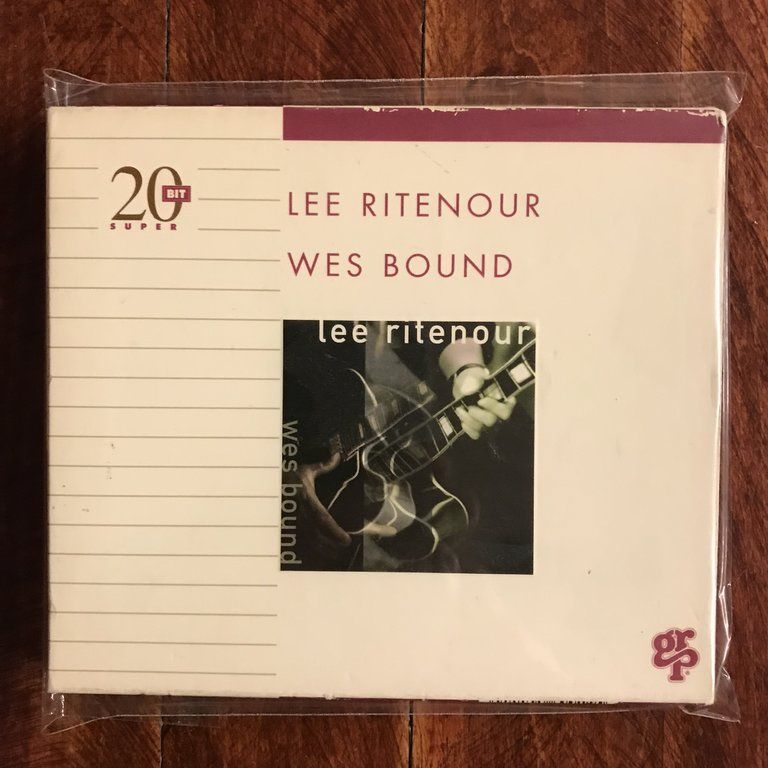 20 BIT
SUPER
LEE RITENOUR
WES BOUND
lee ritenour
wes bound
grp